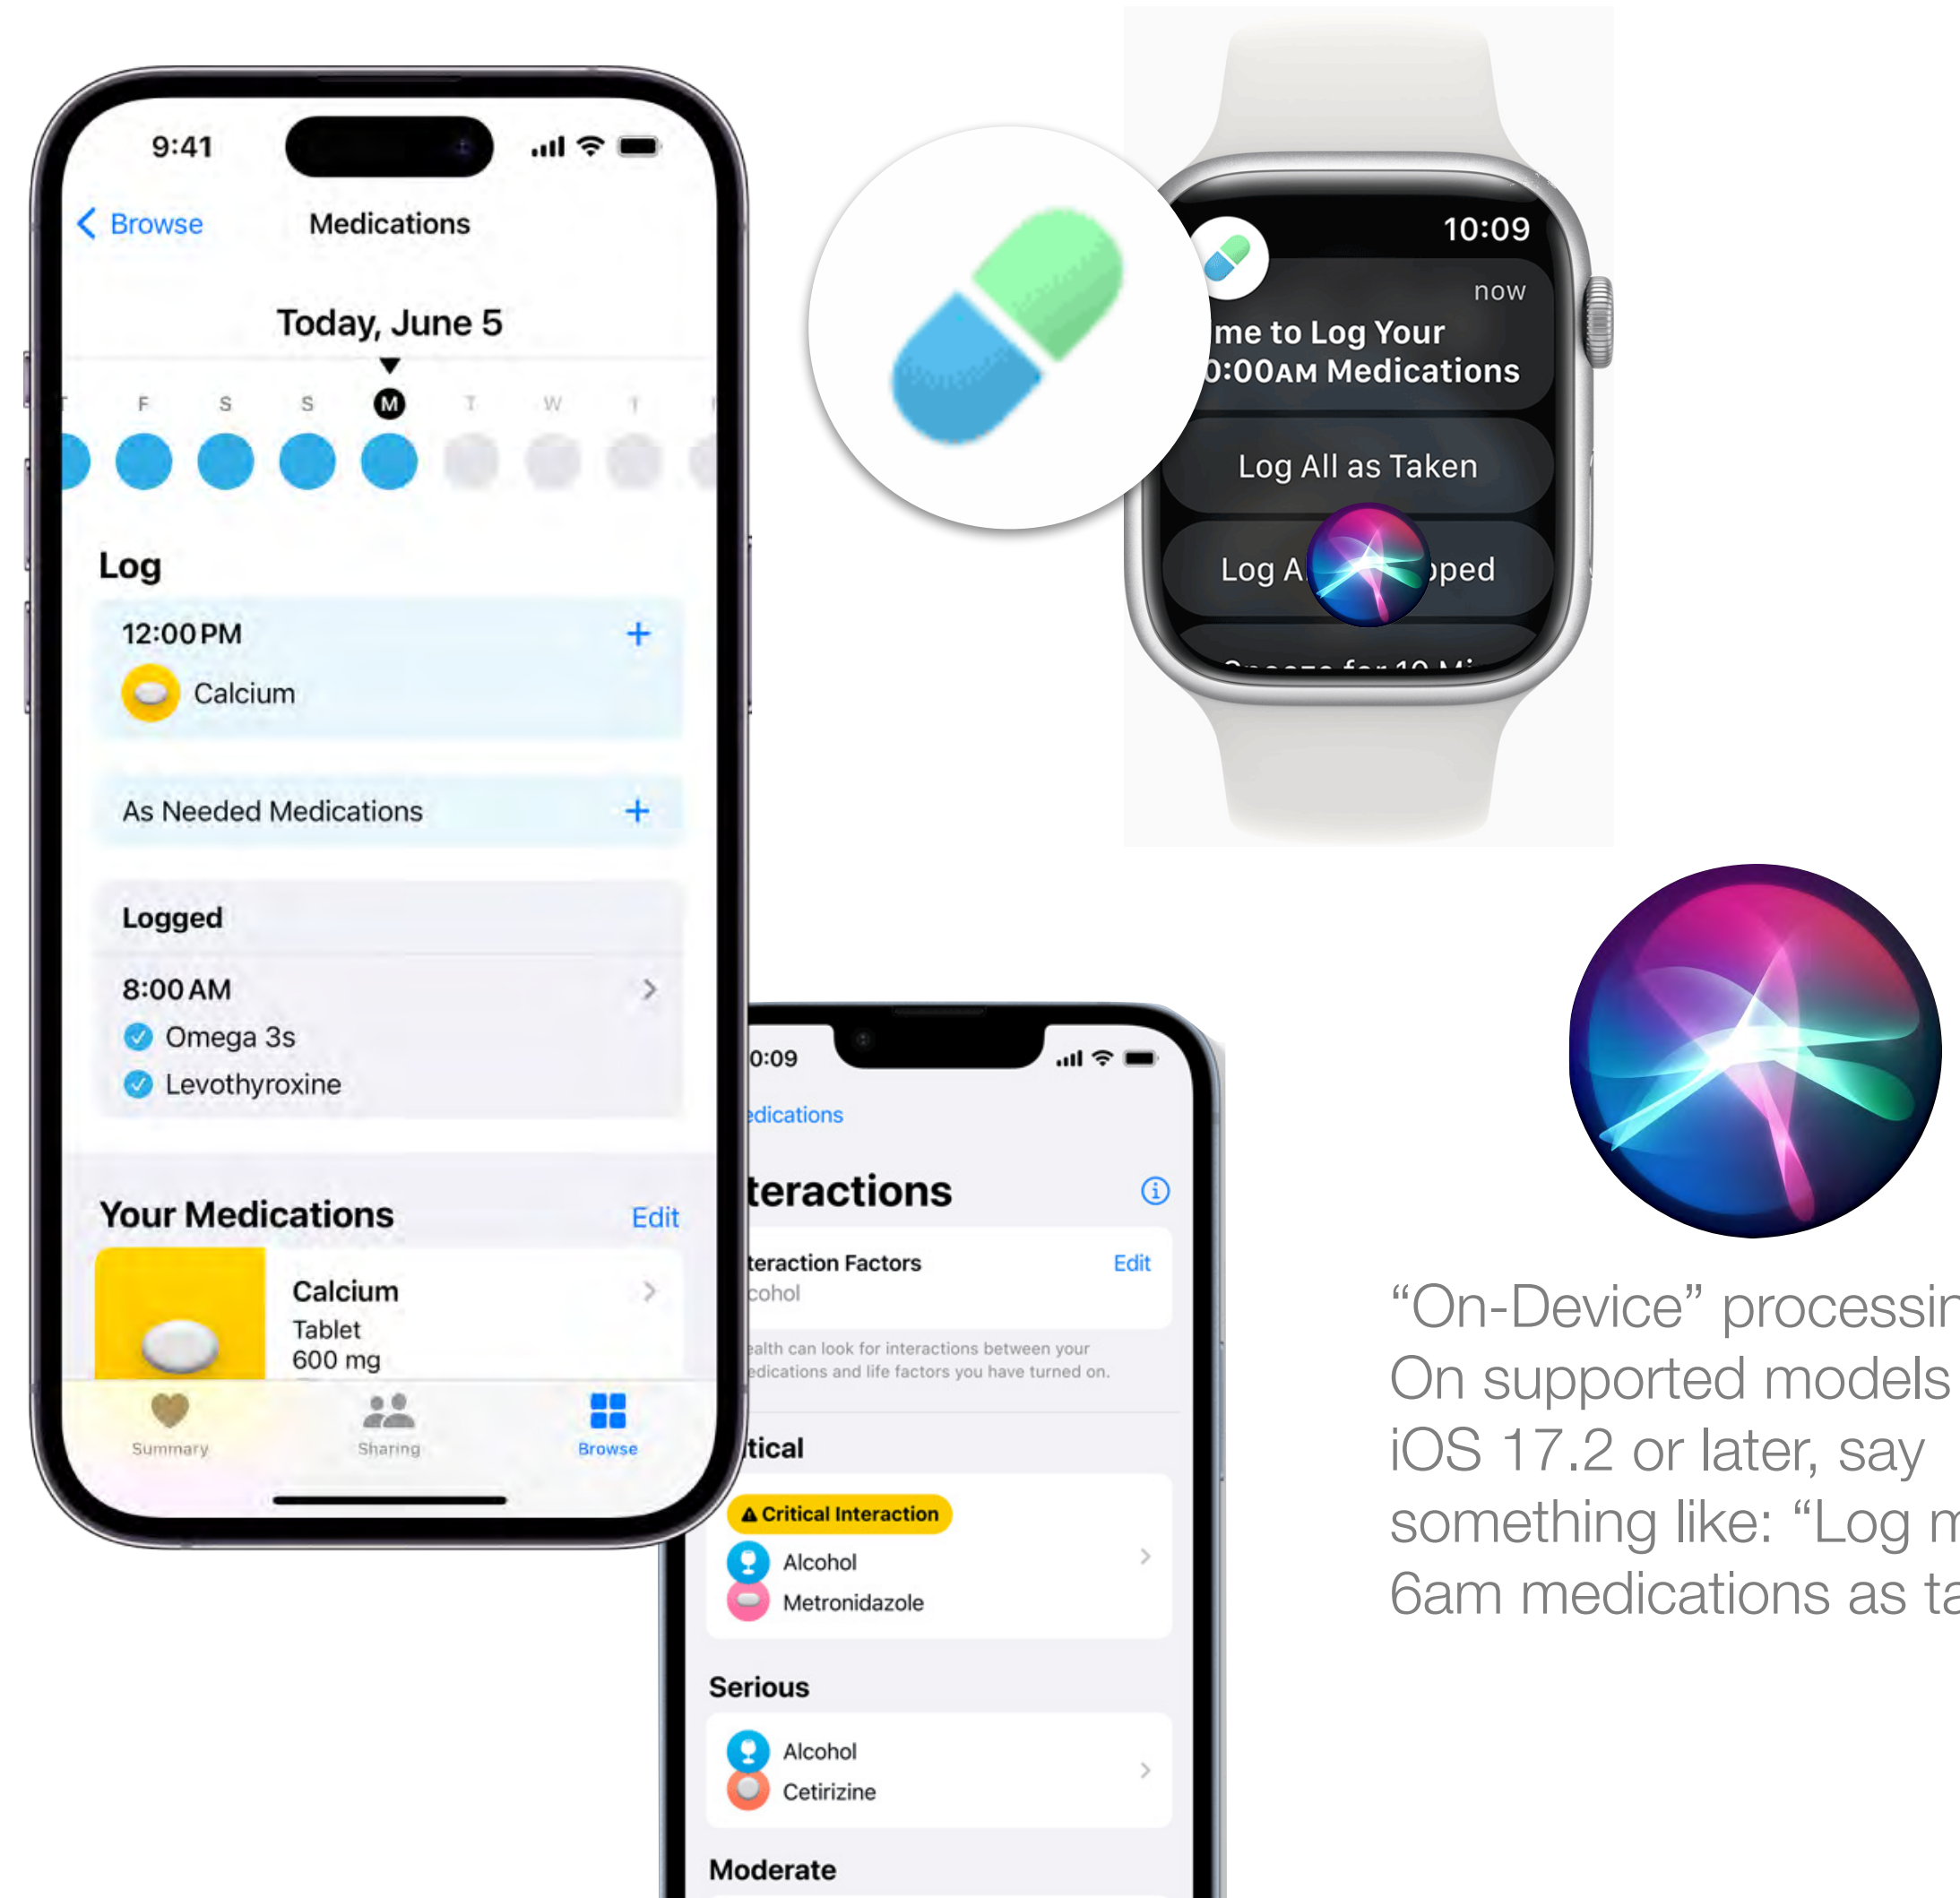 9:41
Browse
Medications
Today, June 5
F S S M T W T
Log
12:00 PM
Calcium
As Needed Medications
Logged
8:00 AM
Omega 3s
Levothyroxine
Your Medications
Edit
Calcium
Tablet
600 mg
Summary
Sharing
Browse
10:09
now
me to Log Your
0:00AM Medications
Log All as Taken
Log A pped
for 10 Mi
0:09
edications
teractions
teraction Factors
Edit
cohol
ealth can look for interactions between your
edications and life factors you have turned on.
tical
Critical Interaction
Alcohol
Metronidazole
Serious
Alcohol
Cetirizine
Moderate
“On-Device” processin
On supported models
iOS 17.2 or later, say
something like: “Log m
6am medications as ta